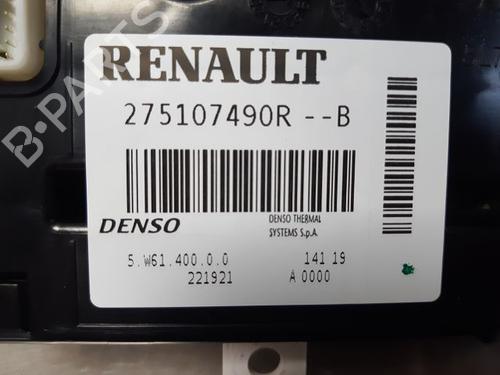 RENAULT
275107490R --B
DENSO
DENSO THERMAL
SYSTEMS S.p.A.
5.W61.400.0.0 141 19
221921 A 0000
B-PARTS